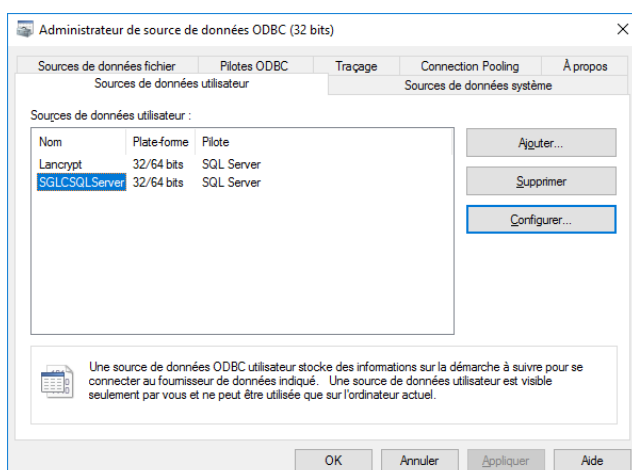 Administrateur de source de données ODBC (32 bits)
Sources de données fichier Pilotes ODBC Traçage Connection Pooling À propos
Sources de données utilisateur Sources de données système
Sources de données utilisateur :
Nom Plate-forme Pilote
Lancrypt 32/64 bits SQL Server
SGLCSQLServer 32/64 bits SQL Server
Ajouter...
Supprimer
Configurer...
Une source de données ODBC utilisateur stocke des informations sur la démarche à suivre pour se
connecter au fournisseur de données indiqué. Une source de données utilisateur est visible
seulement par vous et ne peut être utilisée que sur l'ordinateur actuel.
OK Annuler Appliquer Aide